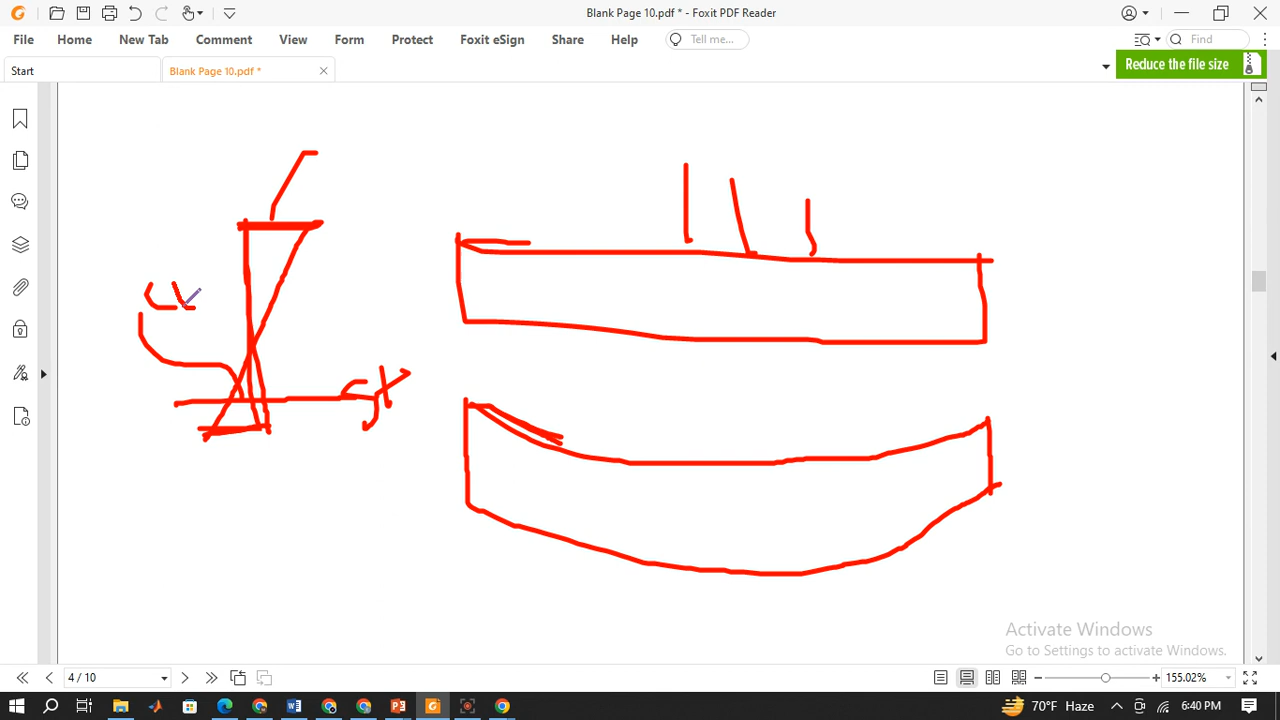 Blank Page 10.pdf * - Foxit PDF Reader
File Home New Tab Comment View Form Protect Foxit eSign Share Help Tell me... Find
Start Blank Page 10.pdf * Reduce the file size
Activate Windows
Go to Settings to activate Windows.
4 / 10 155.02%
70°F Haze 6:40 PM